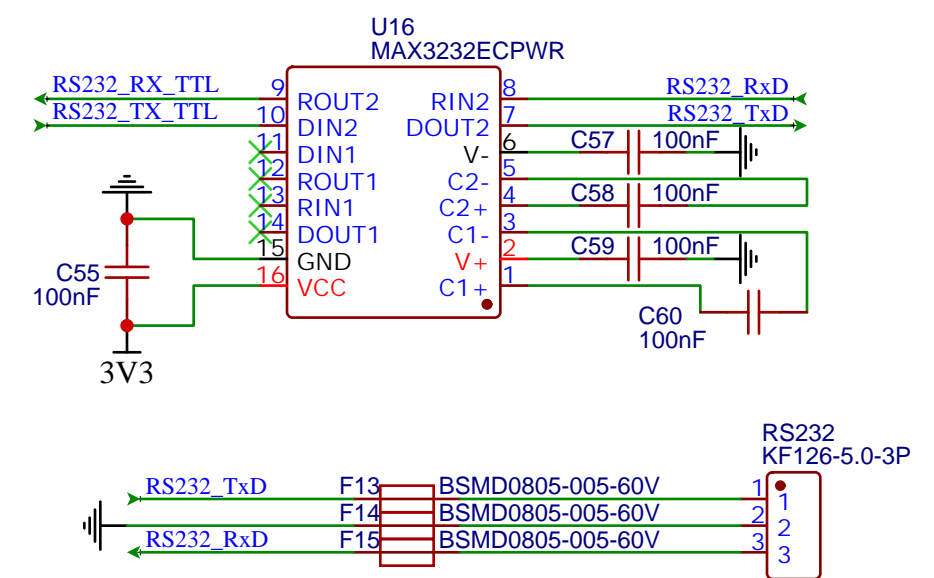 U16
MAX3232ECPWR
RS232_RX_TTL 9 ROUT2 RIN2 8 RS232_RxD
RS232_TX_TTL 10 DIN2 DOUT2 7 RS232_TxD
11 DIN1 V- 6 C57 100nF
12 ROUT1 C2- 5
13 RIN1 C2+ 4 C58 100nF
14 DOUT1 C1- 3
15 GND V+ 2 C59 100nF
16 VCC C1+ 1
C55
100nF
3V3
C60
100nF
RS232
KF126-5.0-3P
RS232_TxD F13 BSMD0805-005-60V 1 1
F14 BSMD0805-005-60V 2 2
RS232_RxD F15 BSMD0805-005-60V 3 3